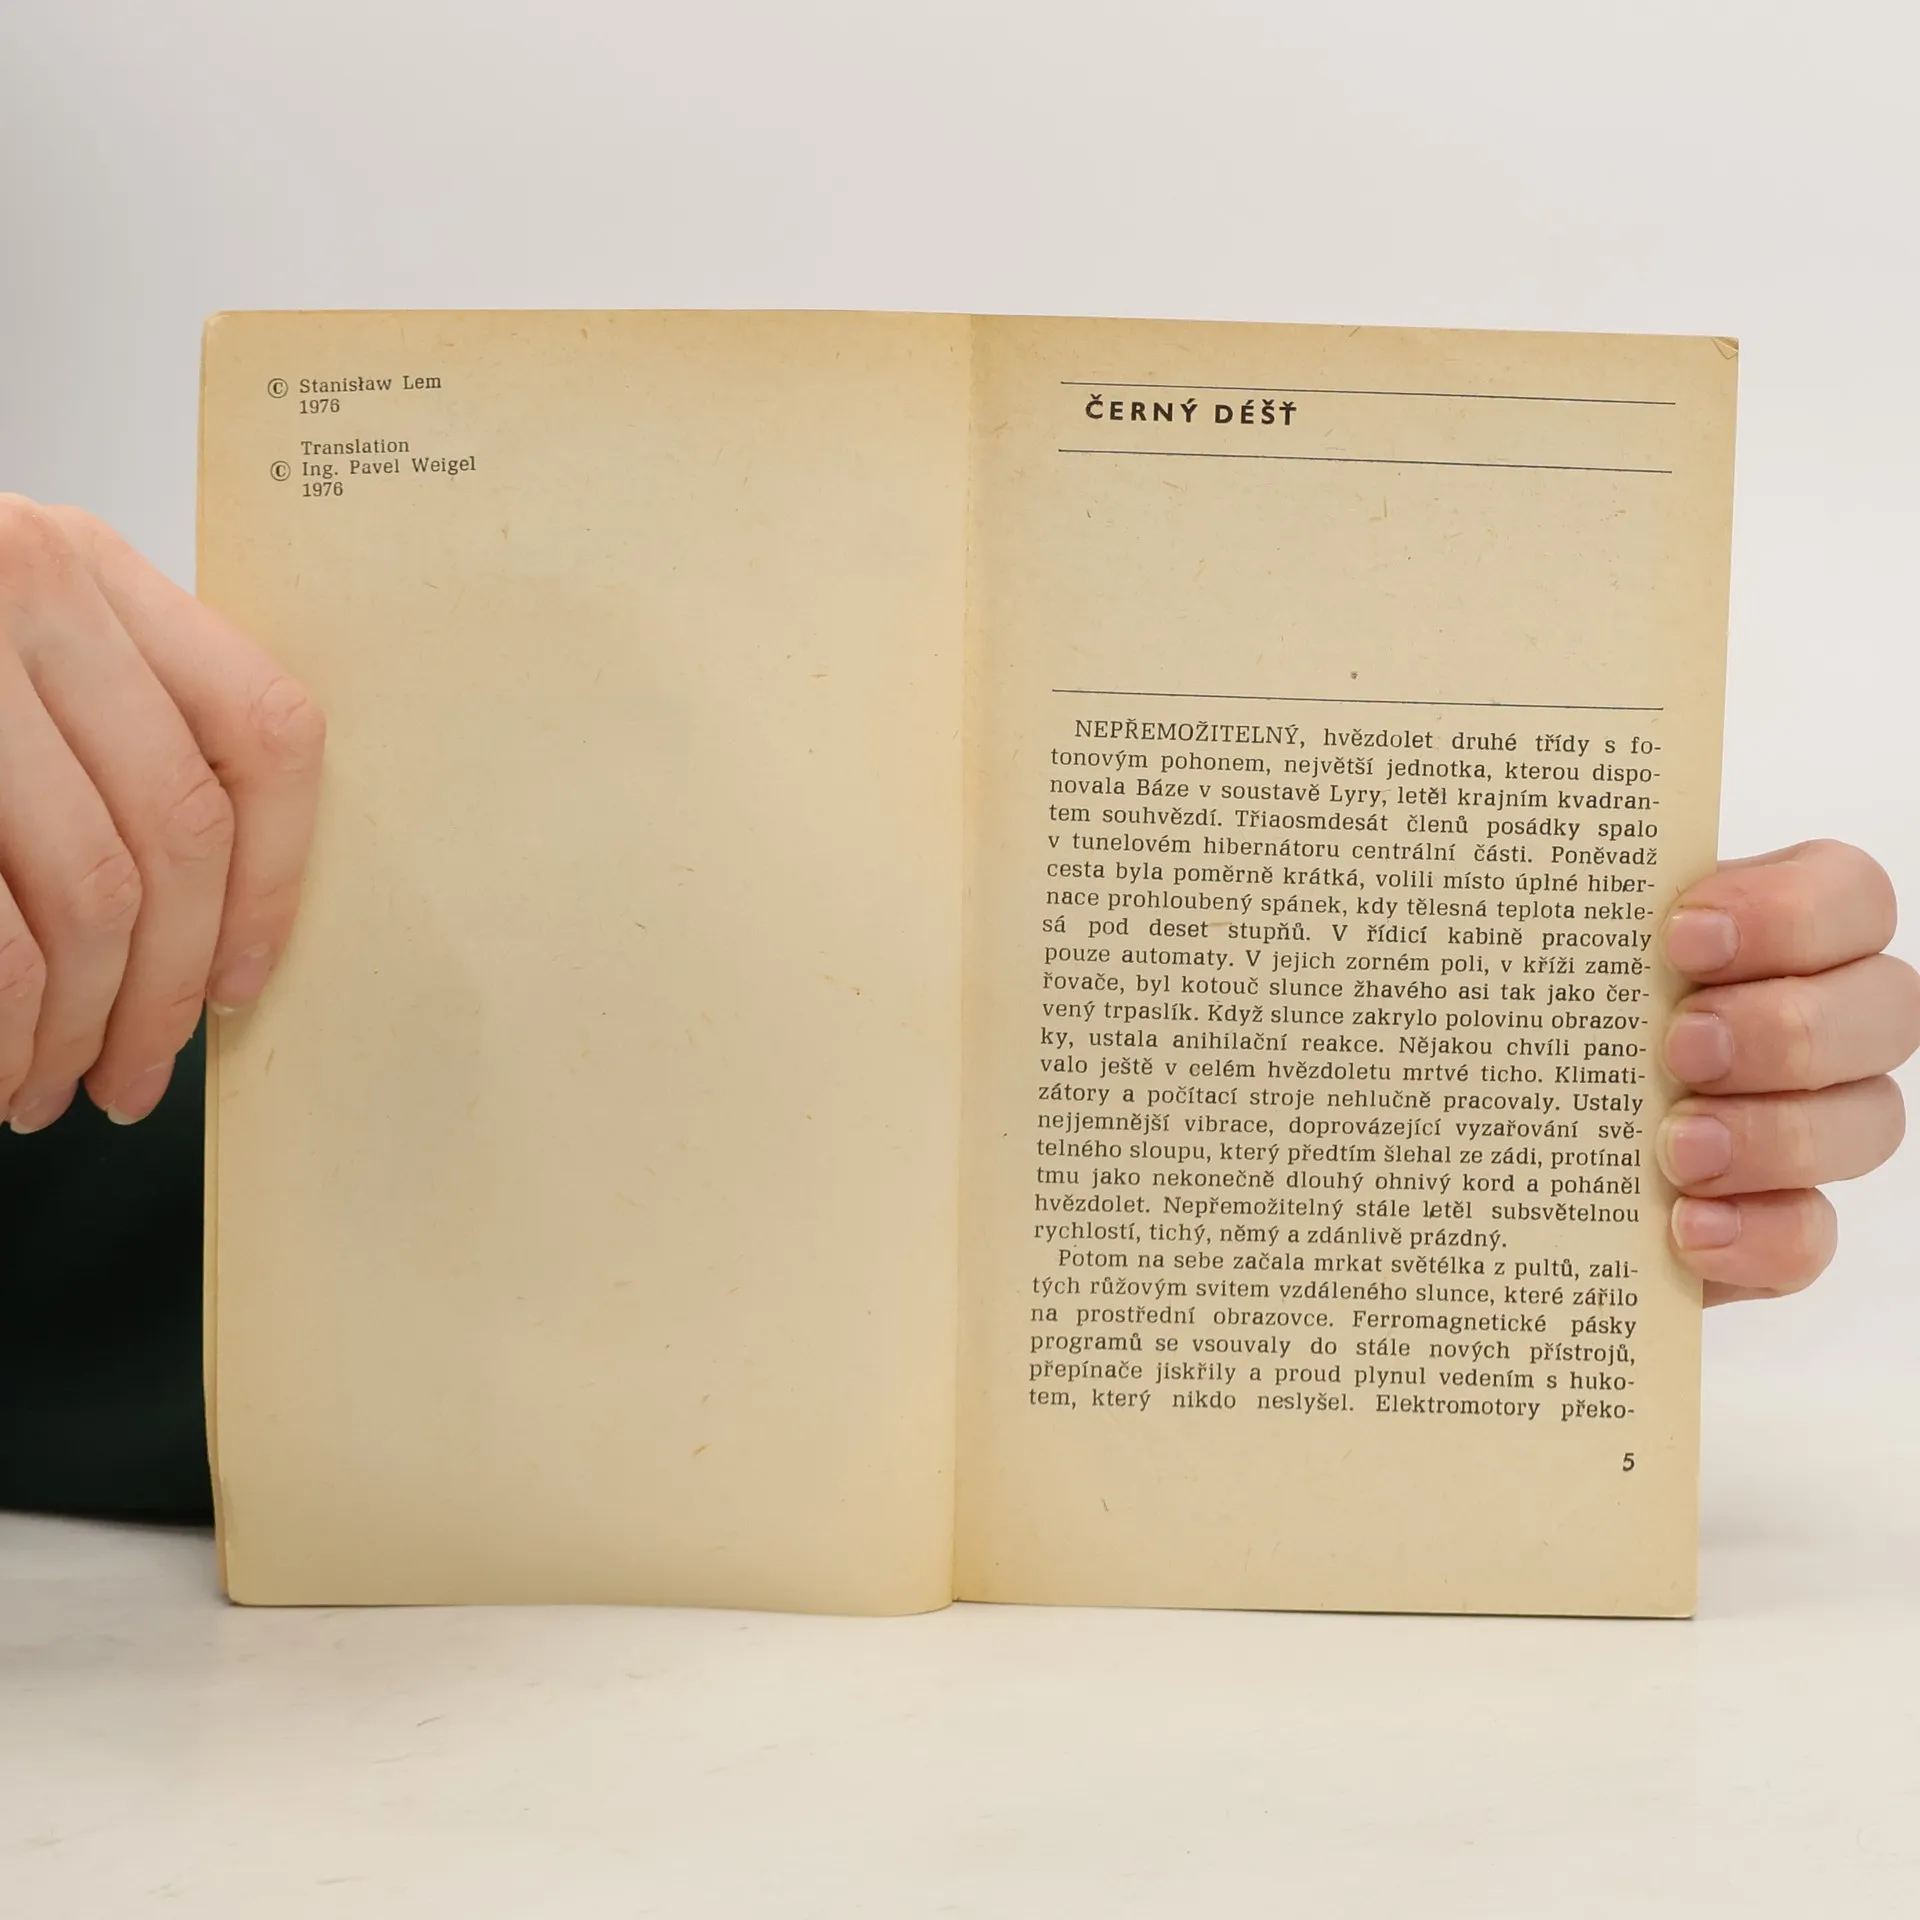 © Stanisław Lem
1976
Translation
© Ing. Pavel Weigel
1976
ČERNÝ DÉŠŤ
NEPŘEMOŽITELNÝ, hvězdolet druhé třídy s fo-
tonovým pohonem, největší jednotka, kterou dispo-
novala Báze v soustavě Lyry, letěl krajním kvadran-
tem souhvězdí. Třiaosmdesát členů posádky spalo
v tunelovém hibernátoru centrální části. Poněvadž
cesta byla poměrně krátká, volili místo úplné hiber-
nace prohloubený spánek, kdy tělesná teplota nekle-
sá pod deset stupňů. V řídicí kabině pracovaly
pouze automaty. V jejich zorném poli, v kříži zamě-
řovače, byl kotouč slunce žhavého asi tak jako čer-
vený trpaslík. Když slunce zakrylo polovinu obrazov-
ky, ustala anihilační reakce. Nějakou chvíli pano-
valo ještě v celém hvězdoletu mrtvé ticho. Klimati-
zátory a počítací stroje nehlučně pracovaly. Ustaly
nejjemnější vibrace, doprovázející vyzařování svě-
telného sloupu, který předtím šlehal ze zádi, protínal
tmu jako nekonečně dlouhý ohnivý kord a poháněl
hvězdolet. Nepřemožitelný stále letěl subsvětelnou
rychlostí, tichý, němý a zdánlivě prázdný.
Potom na sebe začala mrkat světélka z pultů, zali-
tých růžovým svitem vzdáleného slunce, které zářilo
na prostřední obrazovce. Ferromagnetické pásky
programů se vsouvaly do stále nových přístrojů,
přepínače jiskřily a proud plynul vedením s huko-
tem, který nikdo neslyšel. Elektromotory překo-
5